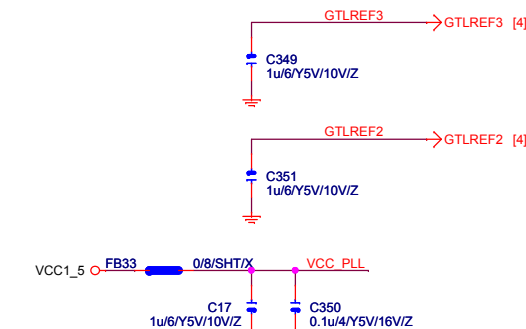 GTLREF3
GTLREF3 [4]
C349
1u/6/Y5V/10V/Z
GTLREF2
GTLREF2 [4]
C351
1u/6/Y5V/10V/Z
VCC1_5 FB33 0/8/SHT/X VCC_PLL
C17 C350
1u/6/Y5V/10V/Z 0.1u/4/Y5V/16V/Z